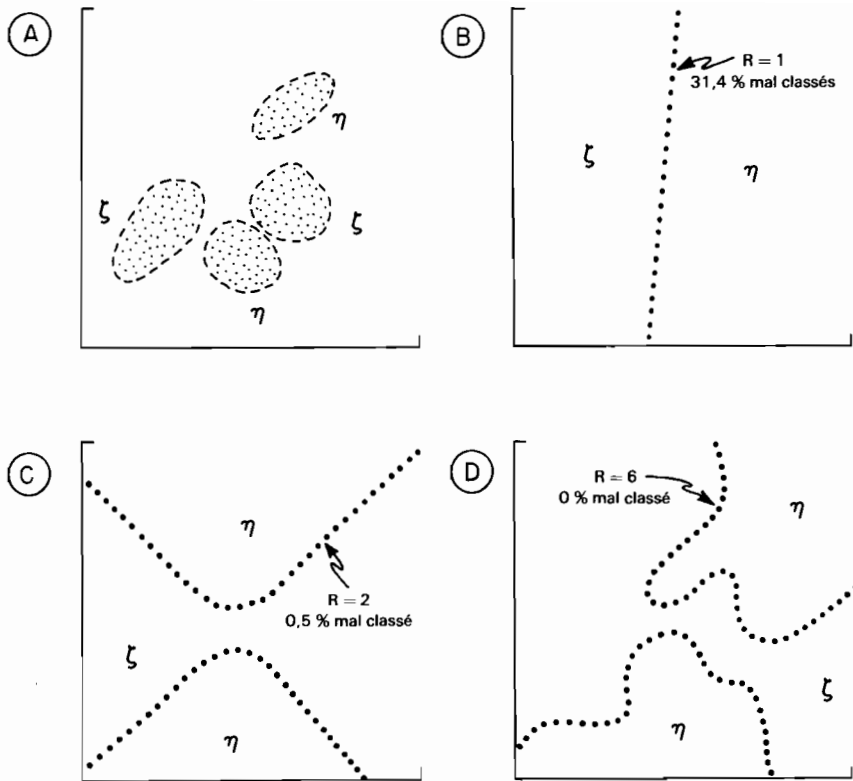 A
η
ζ
ζ
η
B
R = 1
31,4 % mal classés
ζ
η
C
η
R = 2
0,5 % mal classé
ζ
η
D
R = 6
0 % mal classé
η
ζ
η